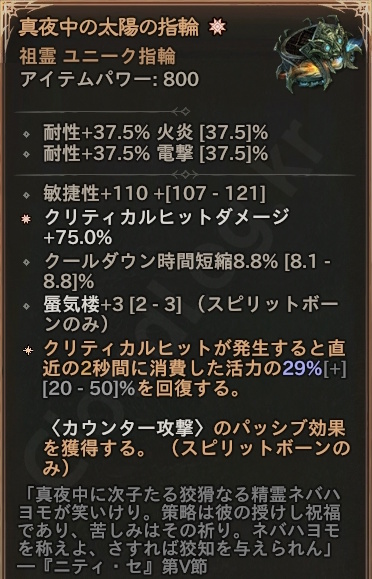 真夜中の太陽の指輪
祖霊 ユニーク指輪
アイテムパワー: 800
耐性+37.5% 火炎 [37.5]%
耐性+37.5% 電撃 [37.5]%
敏捷性+110 +[107 - 121]
クリティカルヒットダメージ
+75.0%
クールダウン時間短縮8.8% [8.1 -
8.8]%
蜃気楼+3 [2 - 3] （スピリットボー
ンのみ）
クリティカルヒットが発生すると直
近の2秒間に消費した活力の29%[+]
[20 - 50]%を回復する。
〈カウンター攻撃〉のパッシブ効果
を獲得する。（スピリットボーンの
み）
「真夜中に次子たる狡猾なる精霊ネバハ
ヨモが笑いけり。策略は彼の授けし祝福
であり、苦しみはその祈り。ネバハヨモ
を称えよ、さすれば狡知を与えられん」
—『ニティ・セ』第V節